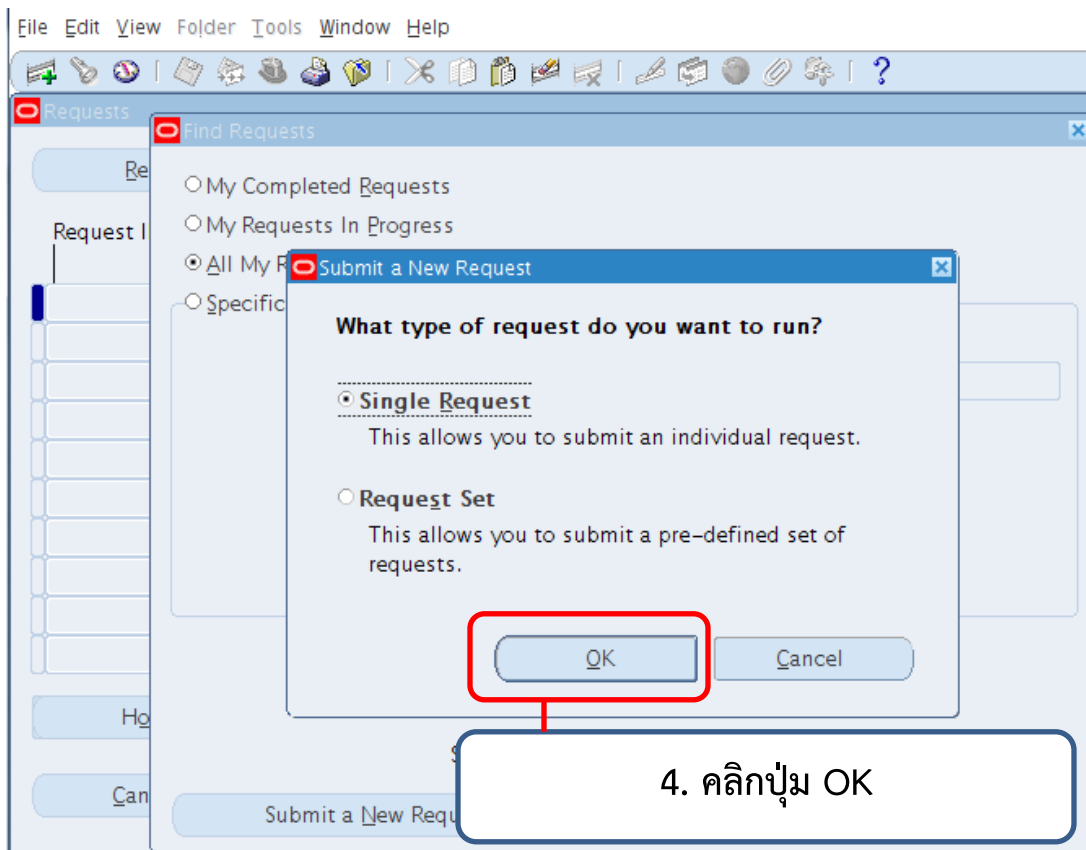 File Edit View Folder Tools Window Help
?
Requests
Find Requests
Re
My Completed Requests
My Requests In Progress
Request I
All My R
Submit a New Request
Specific
What type of request do you want to run?
Single Request
This allows you to submit an individual request.
Request Set
This allows you to submit a pre-defined set of
requests.
OK
Cancel
Ho
S
4. คลิกปุ่ม OK
Can
Submit a New Requ